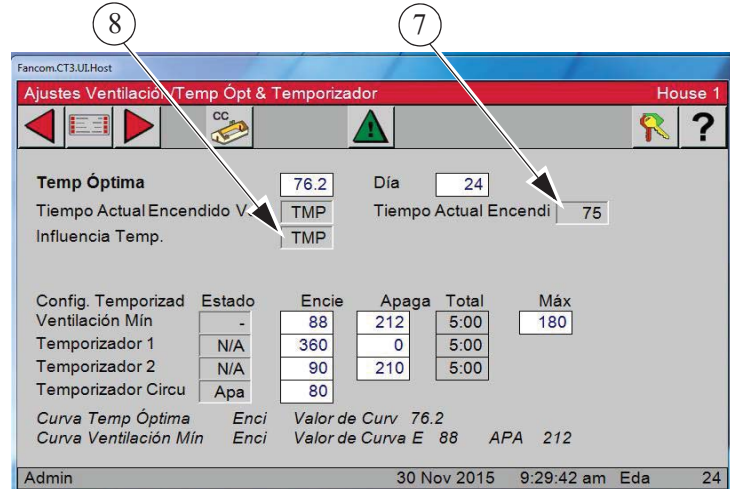 8 7
Fancom.CT3.UI.Host
Ajustes Ventilación/Temp Ópt & Temporizador House 1
CC ?
Temp Óptima 76.2 Día 24
Tiempo Actual Encendido V TMP Tiempo Actual Encendi 75
Influencia Temp. TMP
Config. Temporizad Estado Encie Apaga Total Máx
Ventilación Mín - 88 212 5:00 180
Temporizador 1 N/A 360 0 5:00
Temporizador 2 N/A 90 210 5:00
Temporizador Circu Apa 80
Curva Temp Óptima Enci Valor de Curv 76.2
Curva Ventilación Mín Enci Valor de Curva E 88 APA 212
Admin 30 Nov 2015 9:29:42 am Eda 24